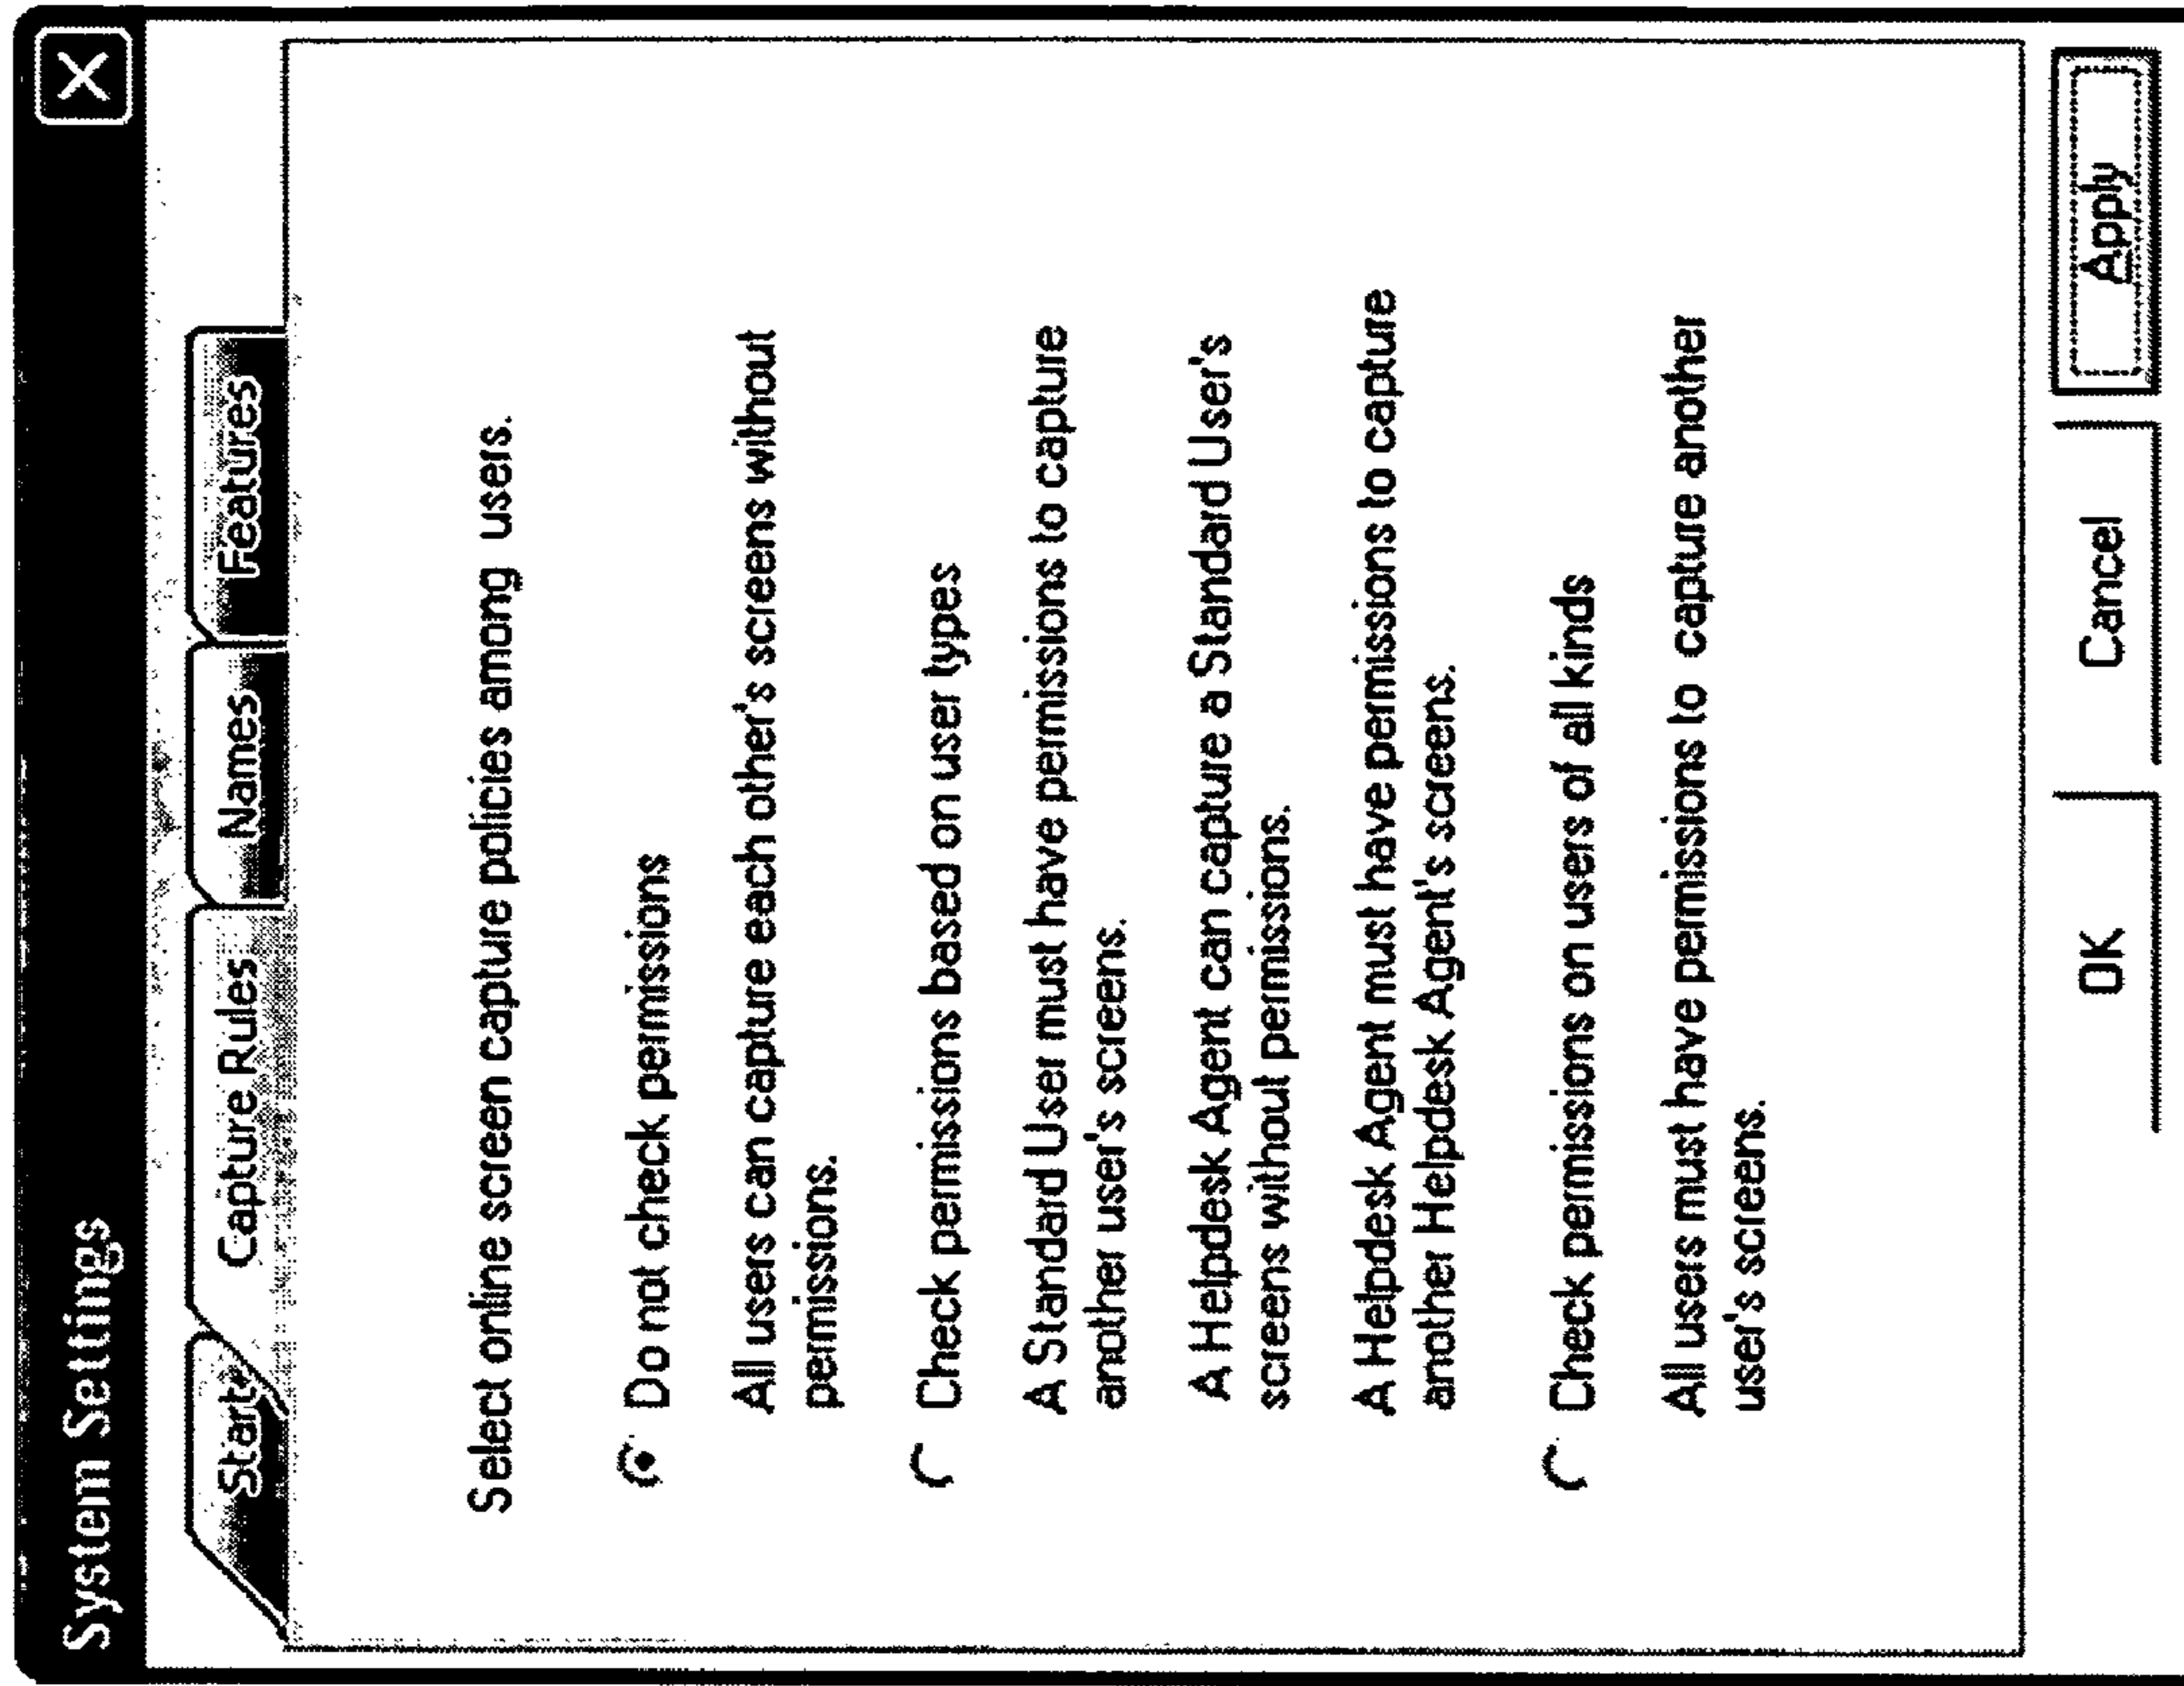 System Settings
X
Start Capture Rules Names Features
Select online screen capture policies among users.
Do not check permissions
All users can capture each other's screens without
permissions.
Check permissions based on user types
A Standard User must have permissions to capture
another user's screens.
A Helpdesk Agent can capture a Standard User's
screens without permissions.
A Helpdesk Agent must have permissions to capture
another Helpdesk Agent's screens.
Check permissions on users of all kinds
All users must have permissions to capture another
user's screens.
OK Cancel Apply